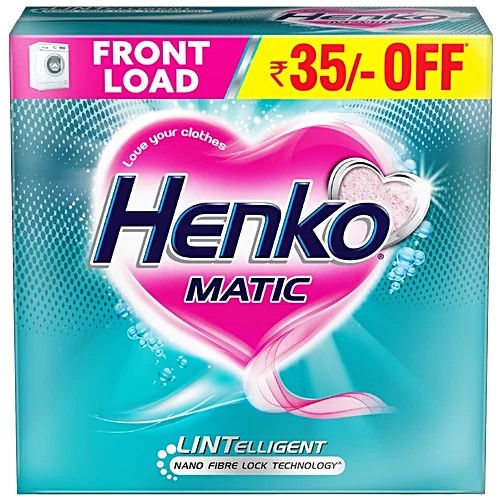 FRONT
LOAD
₹35/- OFF*
Love your clothes
HENKO®
MATIC
LINTELLIGENT
NANO FIBRE LOCK TECHNOLOGY^